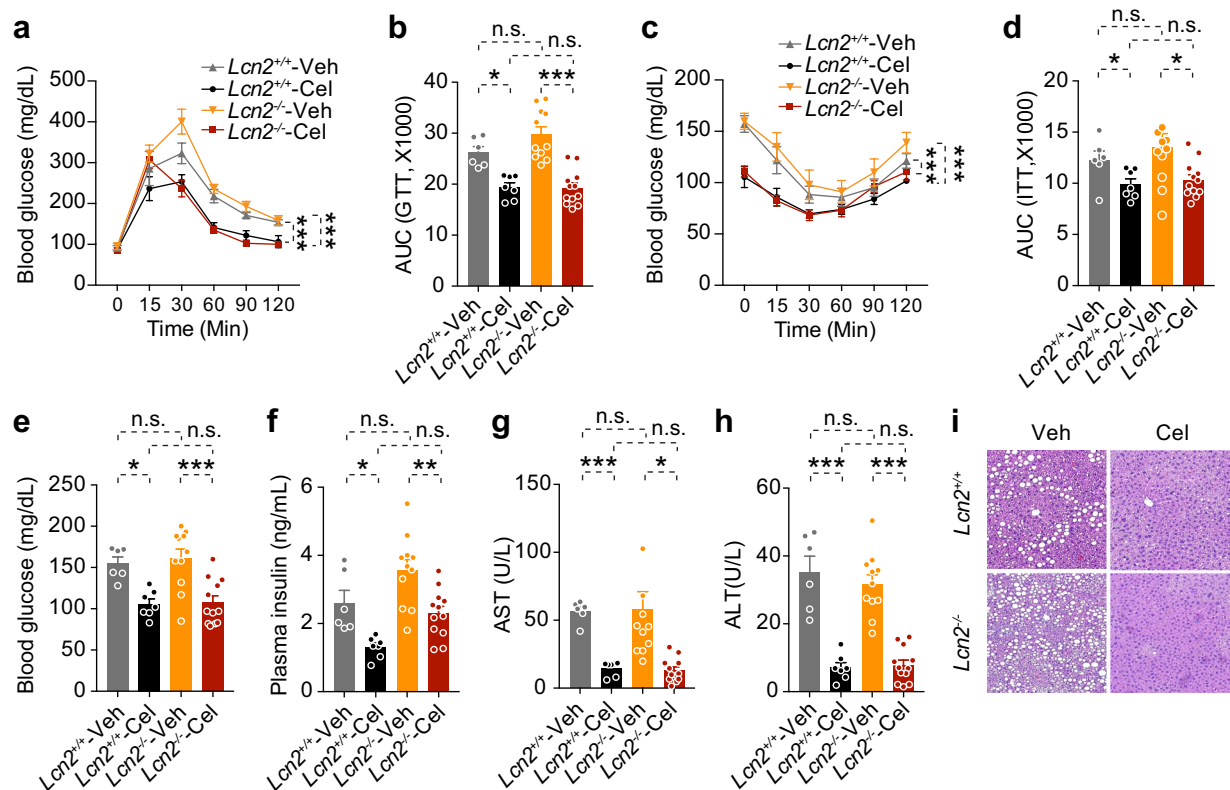 a
Lcn2+/+-Veh
Lcn2+/+-Cel
Lcn2-/--Veh
Lcn2-/--Cel
Blood glucose (mg/dL)
500
400
300
200
100
0
0 15 30 60 90 120
Time (Min)
***
***
b
n.s.
n.s.
* ***
AUC (GTT, X1000)
40
30
20
10
0
Lcn2+/+-Veh
Lcn2+/+-Cel
Lcn2-/--Veh
Lcn2-/--Cel
c
Lcn2+/+-Veh
Lcn2+/+-Cel
Lcn2-/--Veh
Lcn2-/--Cel
Blood glucose (mg/dL)
200
150
100
50
0
0 15 30 60 90 120
Time (Min)
***
***
d
n.s.
n.s.
* *
AUC (ITT, X1000)
20
15
10
5
0
Lcn2+/+-Veh
Lcn2+/+-Cel
Lcn2-/--Veh
Lcn2-/--Cel
e
n.s.
n.s.
* ***
Blood glucose (mg/dL)
250
200
150
100
50
0
Lcn2+/+-Veh
Lcn2+/+-Cel
Lcn2-/--Veh
Lcn2-/--Cel
f
n.s.
n.s.
* **
Plasma insulin (ng/mL)
6
4
2
0
Lcn2+/+-Veh
Lcn2+/+-Cel
Lcn2-/--Veh
Lcn2-/--Cel
g
n.s.
n.s.
*** *
AST (U/L)
150
100
50
0
Lcn2+/+-Veh
Lcn2+/+-Cel
Lcn2-/--Veh
Lcn2-/--Cel
h
n.s.
n.s.
*** ***
ALT(U/L)
60
40
20
0
Lcn2+/+-Veh
Lcn2+/+-Cel
Lcn2-/--Veh
Lcn2-/--Cel
i
Veh Cel
Lcn2+/+
Lcn2-/-